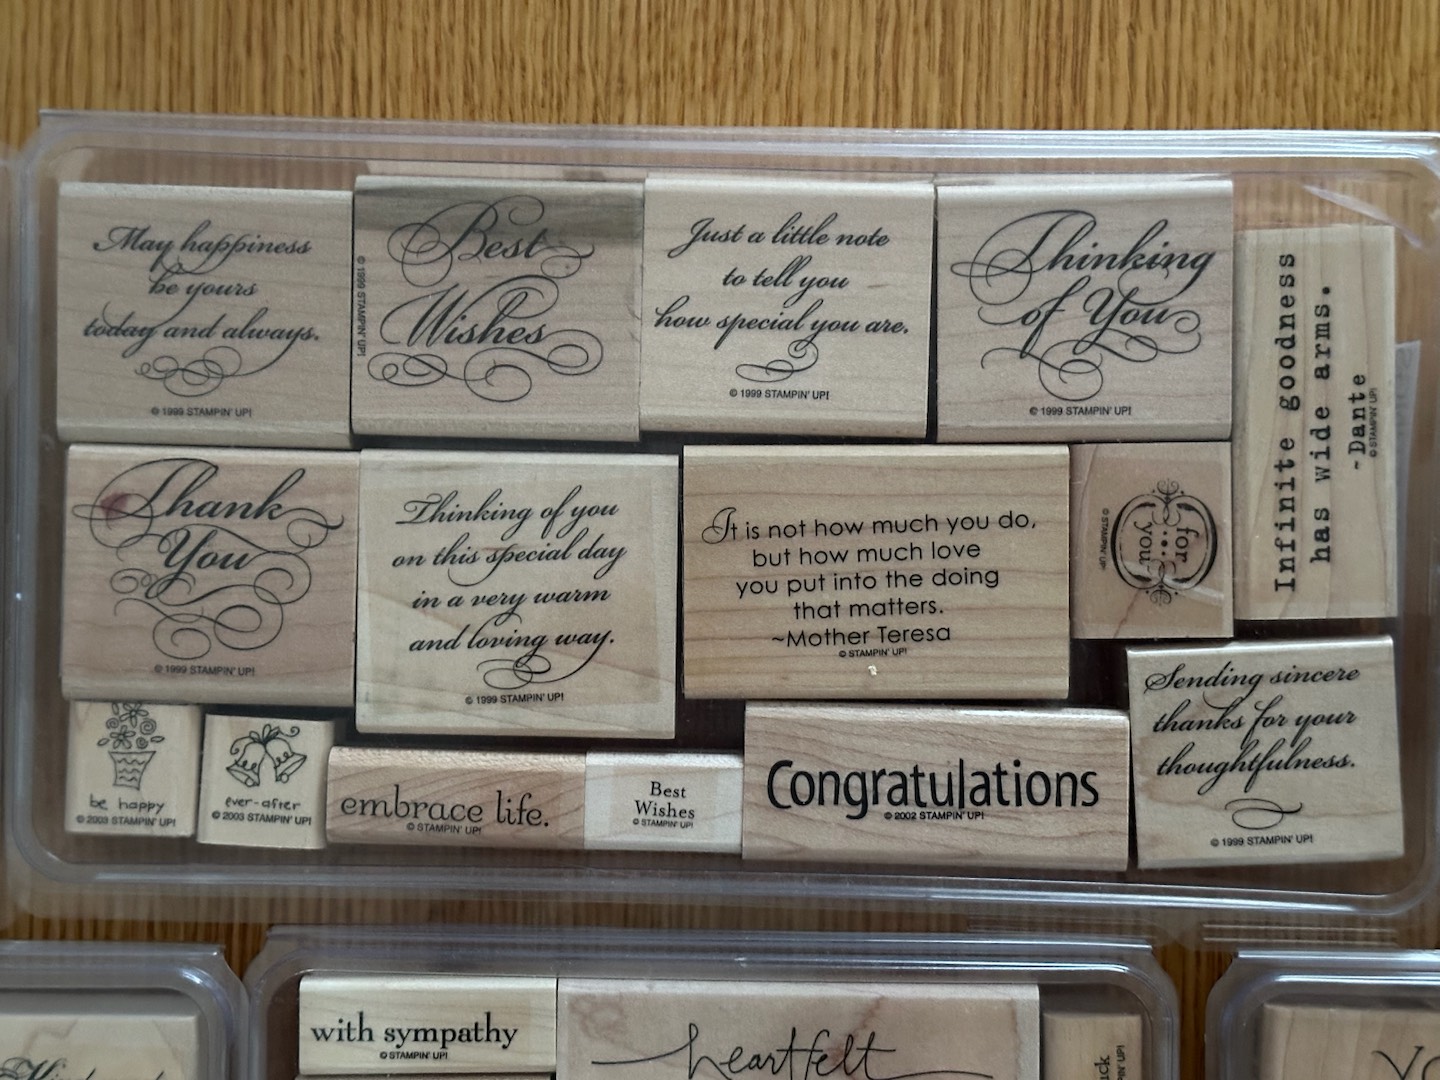 May happiness
be yours
today and always.
© 1999 STAMPIN' UP!
Best
Wishes
© 1999 STAMPIN' UP!
Just a little note
to tell you
how special you are.
© 1999 STAMPIN' UP!
Thinking
of You
© 1999 STAMPIN' UP!
Infinite goodness
has wide arms.
~Dante
© STAMPIN' UP!
Thank
You
© 1999 STAMPIN' UP!
Thinking of you
on this special day
in a very warm
and loving way.
© 1999 STAMPIN' UP!
It is not how much you do,
but how much love
you put into the doing
that matters.
~Mother Teresa
© STAMPIN' UP!
for
you
© STAMPIN' UP!
be happy
© 2003 STAMPIN' UP!
ever-after
© 2003 STAMPIN' UP!
embrace life.
© STAMPIN' UP!
Best
Wishes
© STAMPIN' UP!
Congratulations
© 2002 STAMPIN' UP!
Sending sincere
thanks for your
thoughtfulness.
© 1999 STAMPIN' UP!
with sympathy
© STAMPIN' UP!
heartfelt